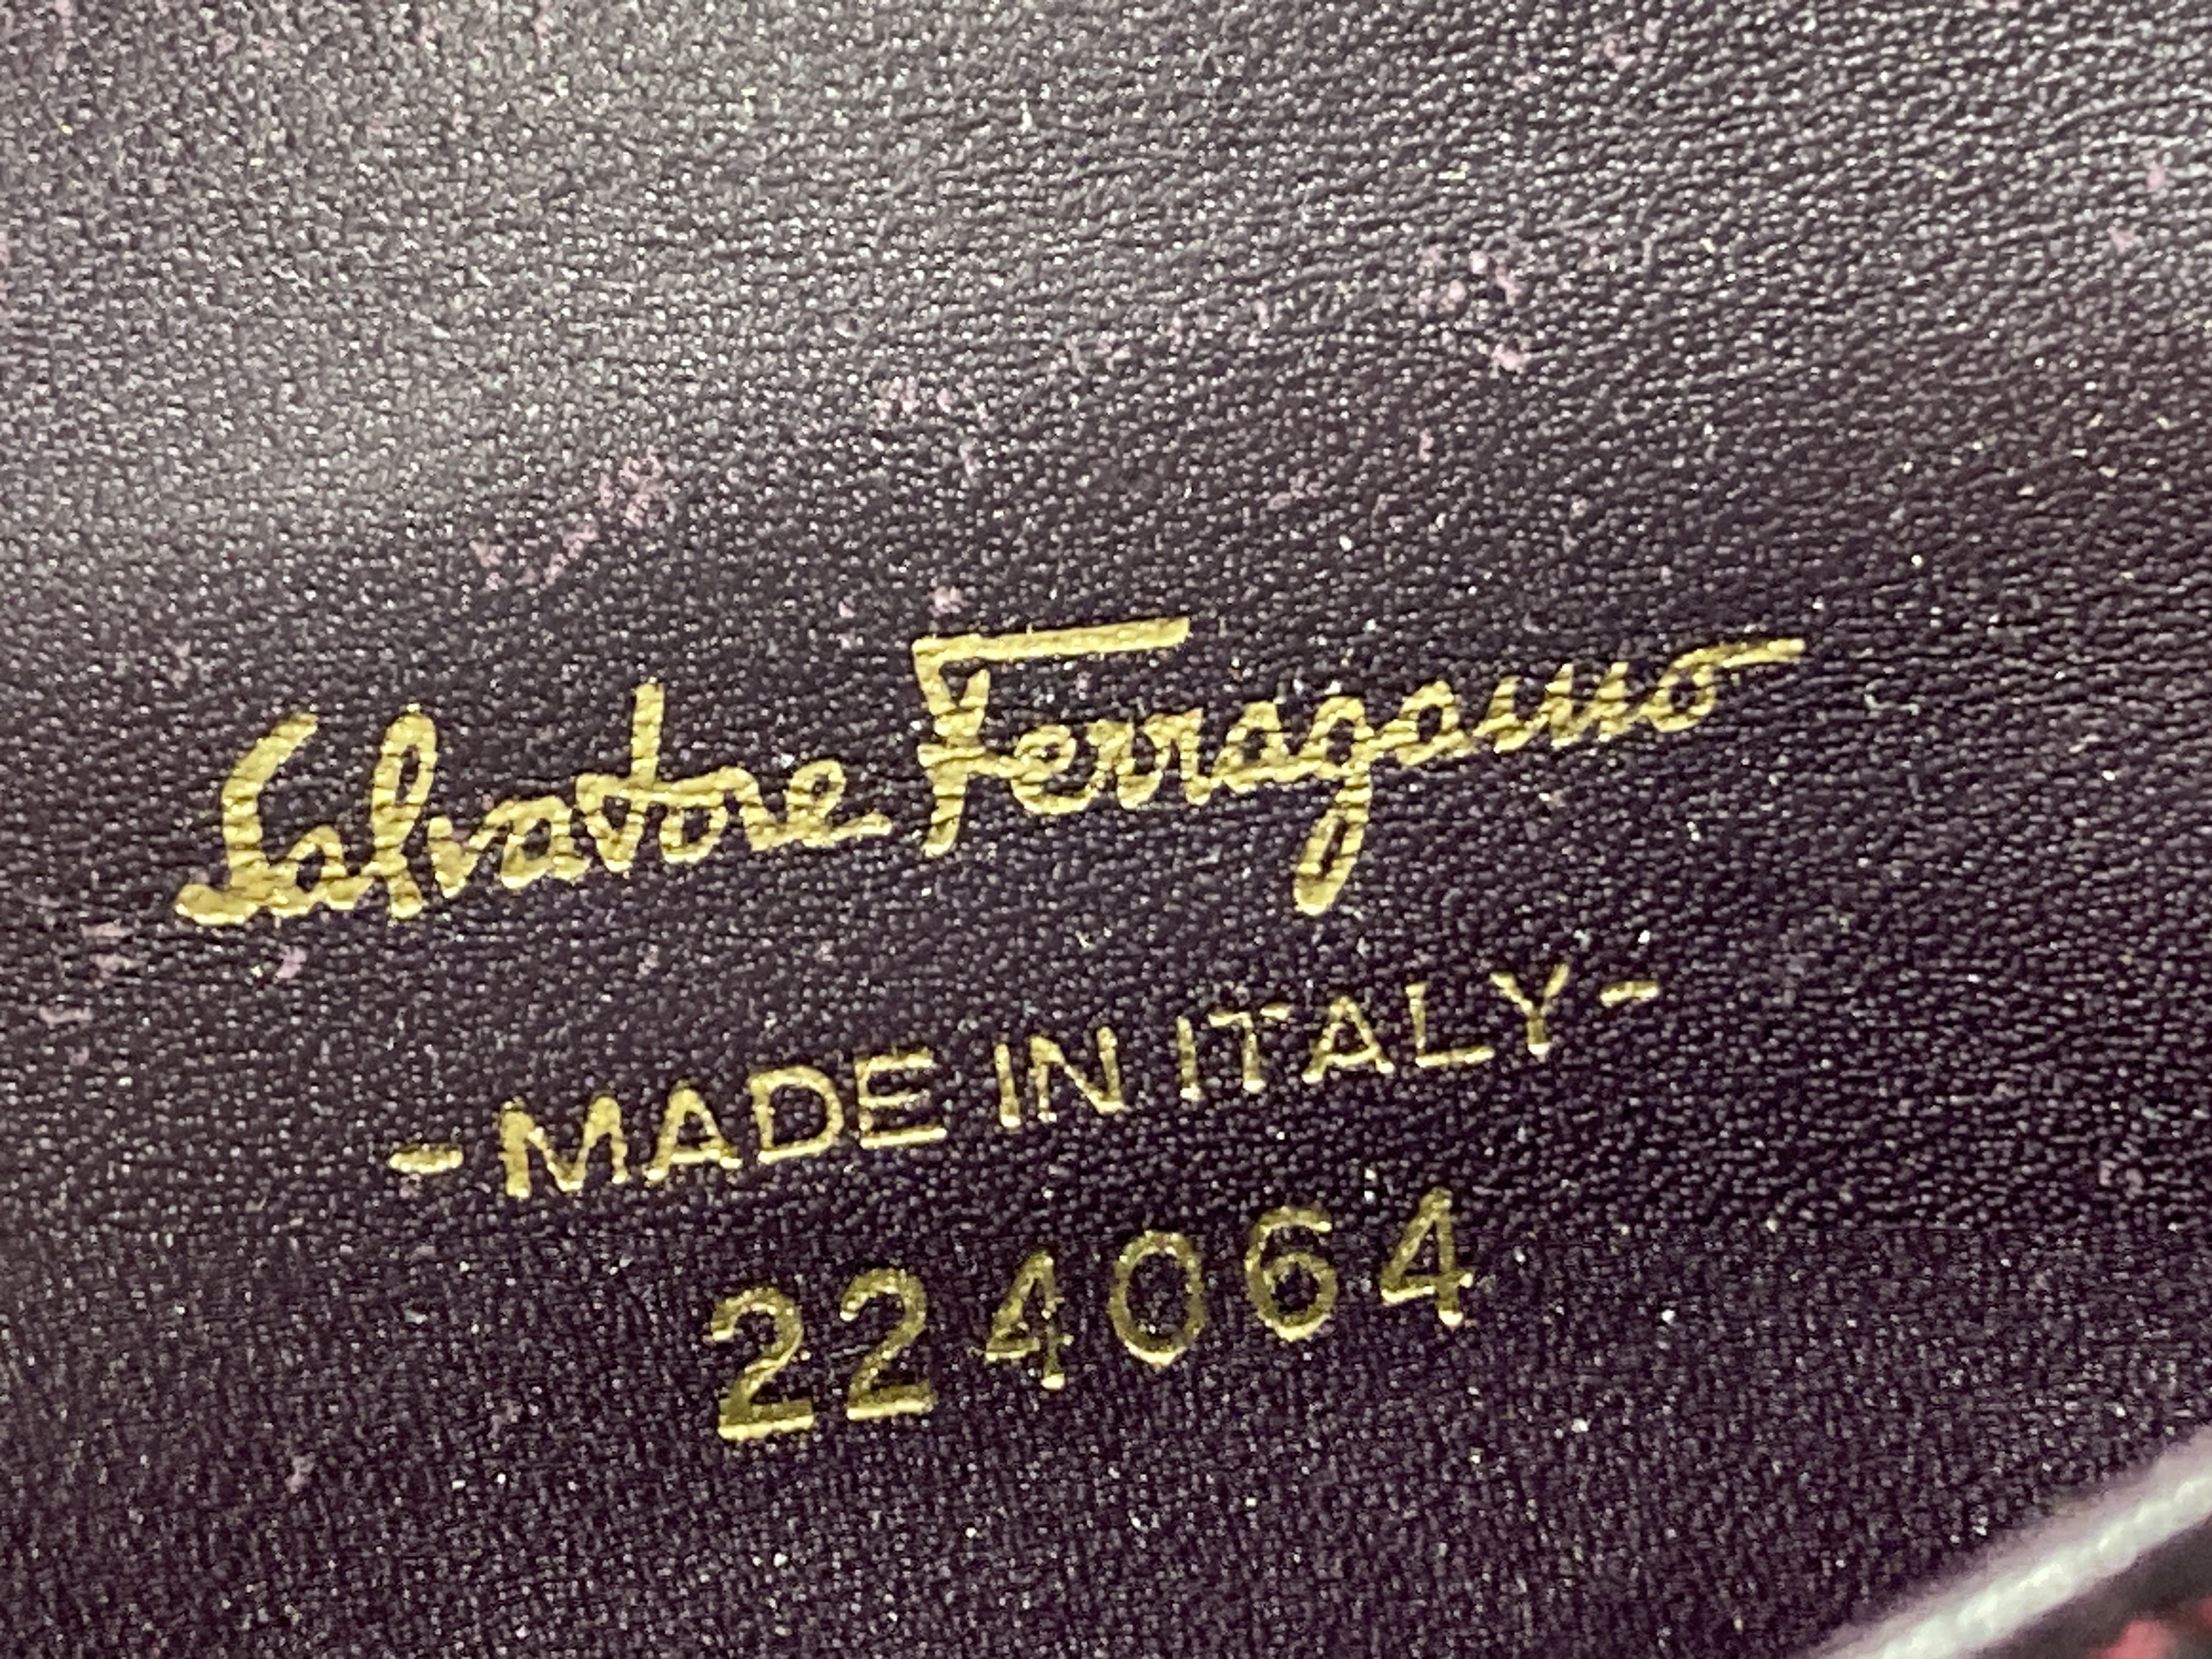 Salvatore Ferragamo
-MADE IN ITALY-
224064